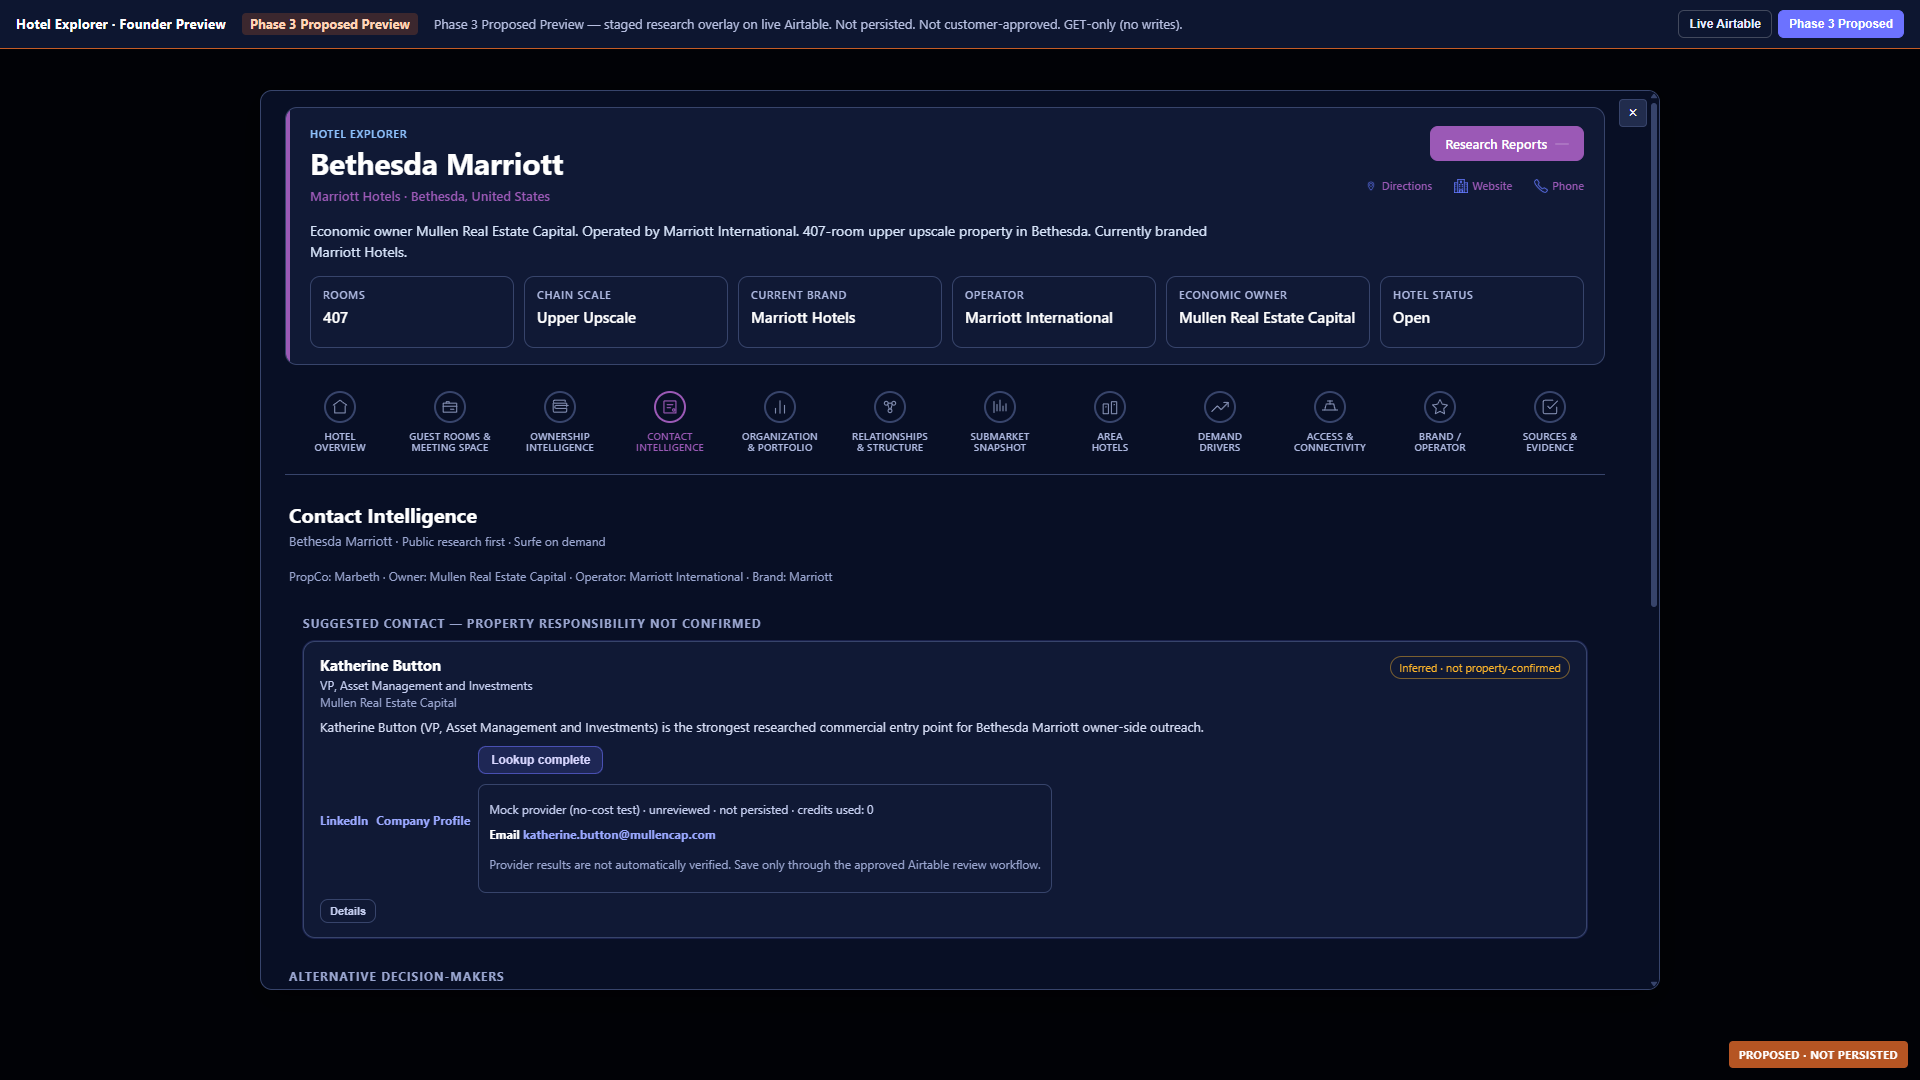 Hotel Explorer · Founder Preview
Phase 3 Proposed Preview
Phase 3 Proposed Preview — staged research overlay on live Airtable. Not persisted. Not customer-approved. GET-only (no writes).
Live Airtable
Phase 3 Proposed
×
HOTEL EXPLORER
Bethesda Marriott
Marriott Hotels · Bethesda, United States
Research Reports —
Directions
Website
Phone
Economic owner Mullen Real Estate Capital. Operated by Marriott International. 407-room upper upscale property in Bethesda. Currently branded
Marriott Hotels.
ROOMS
407
CHAIN SCALE
Upper Upscale
CURRENT BRAND
Marriott Hotels
OPERATOR
Marriott International
ECONOMIC OWNER
Mullen Real Estate Capital
HOTEL STATUS
Open
HOTEL
OVERVIEW
GUEST ROOMS &
MEETING SPACE
OWNERSHIP
INTELLIGENCE
CONTACT
INTELLIGENCE
ORGANIZATION
& PORTFOLIO
RELATIONSHIPS
& STRUCTURE
SUBMARKET
SNAPSHOT
AREA
HOTELS
DEMAND
DRIVERS
ACCESS &
CONNECTIVITY
BRAND /
OPERATOR
SOURCES &
EVIDENCE
Contact Intelligence
Bethesda Marriott · Public research first · Surfe on demand
PropCo: Marbeth · Owner: Mullen Real Estate Capital · Operator: Marriott International · Brand: Marriott
SUGGESTED CONTACT — PROPERTY RESPONSIBILITY NOT CONFIRMED
Katherine Button
Inferred · not property-confirmed
VP, Asset Management and Investments
Mullen Real Estate Capital
Katherine Button (VP, Asset Management and Investments) is the strongest researched commercial entry point for Bethesda Marriott owner-side outreach.
Lookup complete
LinkedIn
Company Profile
Mock provider (no-cost test) · unreviewed · not persisted · credits used: 0
Email katherine.button@mullencap.com
Provider results are not automatically verified. Save only through the approved Airtable review workflow.
Details
ALTERNATIVE DECISION-MAKERS
PROPOSED · NOT PERSISTED